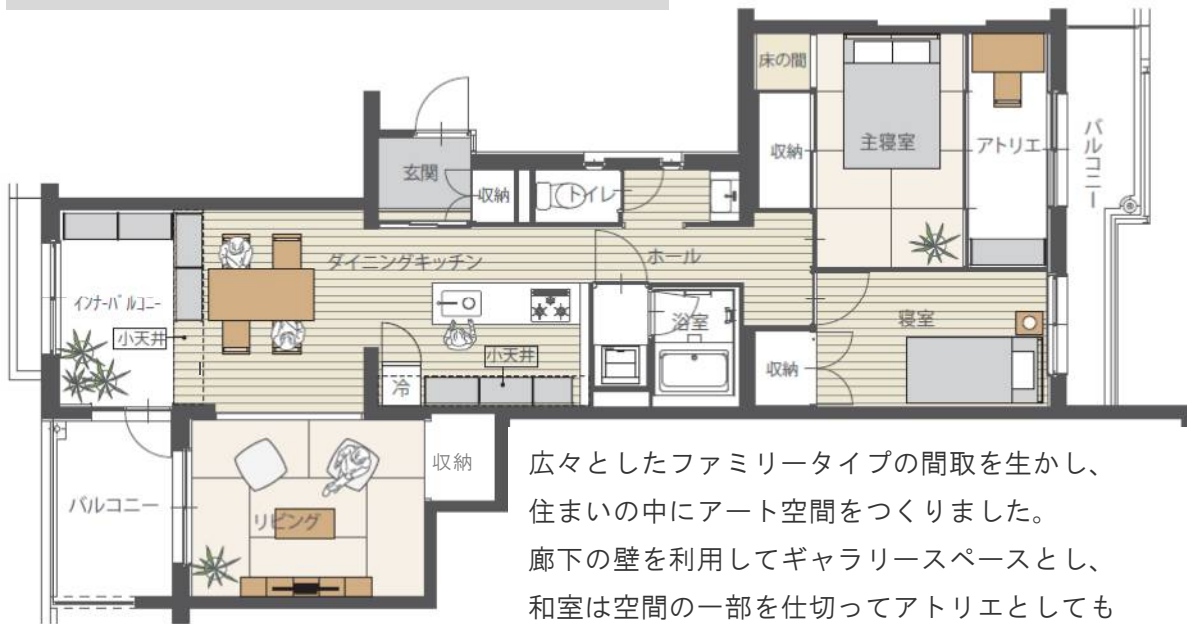 床の間
主寝室
アトリエ
バルコニー
収納
玄関
収納
トイレ
ダイニングキッチン
ホール
インナーバルコニー
小天井
浴室
寝室
小天井
冷
収納
収納
バルコニー
リビング
広々としたファミリータイプの間取を生かし、
住まいの中にアート空間をつくりました。
廊下の壁を利用してギャラリースペースとし、
和室は空間の一部を仕切ってアトリエとしても